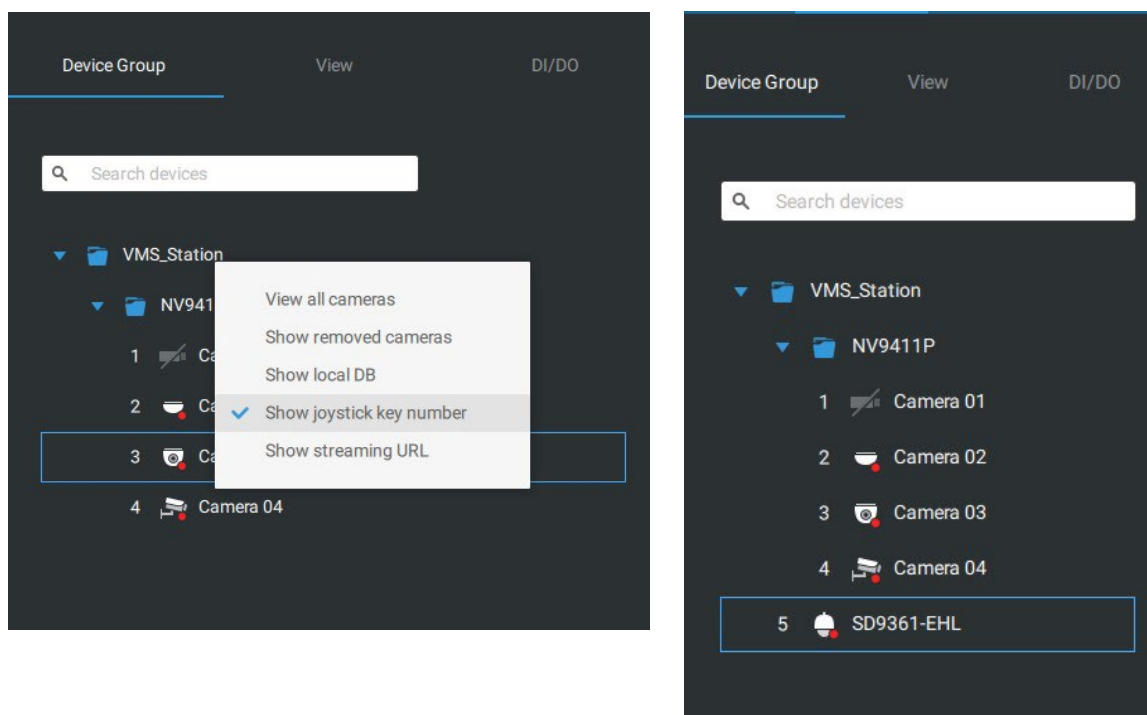 Device Group View DI/DO
Search devices
VMS_Station
NV941
View all cameras
Show removed cameras
Show local DB
Show joystick key number
Show streaming URL
1 Ca
2 Ca
3 Ca
4 Camera 04
Device Group View DI/DO
Search devices
VMS_Station
NV9411P
1 Camera 01
2 Camera 02
3 Camera 03
4 Camera 04
5 SD9361-EHL